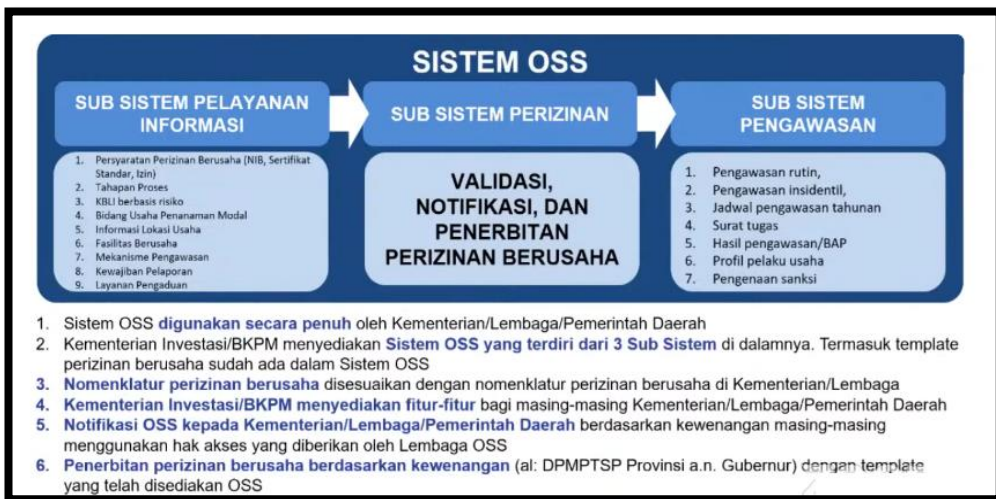 SISTEM OSS
SUB SISTEM PELAYANAN
INFORMASI
1. Persyaratan Perizinan Berusaha (NIB, Sertifikat
Standar, Izin)
2. Tahapan Proses
3. KBLI berbasis risiko
4. Bidang Usaha Penanaman Modal
5. Informasi Lokasi Usaha
6. Fasilitas Berusaha
7. Mekanisme Pengawasan
8. Kewajiban Pelaporan
9. Layanan Pengaduan
SUB SISTEM PERIZINAN
VALIDASI,
NOTIFIKASI, DAN
PENERBITAN
PERIZINAN BERUSAHA
SUB SISTEM
PENGAWASAN
1. Pengawasan rutin,
2. Pengawasan insidentil,
3. Jadwal pengawasan tahunan
4. Surat tugas
5. Hasil pengawasan/BAP
6. Profil pelaku usaha
7. Pengenaan sanksi
1. Sistem OSS digunakan secara penuh oleh Kementerian/Lembaga/Pemerintah Daerah
2. Kementerian Investasi/BKPM menyediakan Sistem OSS yang terdiri dari 3 Sub Sistem di dalamnya. Termasuk template
perizinan berusaha sudah ada dalam Sistem OSS
3. Nomenklatur perizinan berusaha disesuaikan dengan nomenklatur perizinan berusaha di Kementerian/Lembaga
4. Kementerian Investasi/BKPM menyediakan fitur-fitur bagi masing-masing Kementerian/Lembaga/Pemerintah Daerah
5. Notifikasi OSS kepada Kementerian/Lembaga/Pemerintah Daerah berdasarkan kewenangan masing-masing
menggunakan hak akses yang diberikan oleh Lembaga OSS
6. Penerbitan perizinan berusaha berdasarkan kewenangan (al: DPMPTSP Provinsi a.n. Gubernur) dengan template
yang telah disediakan OSS